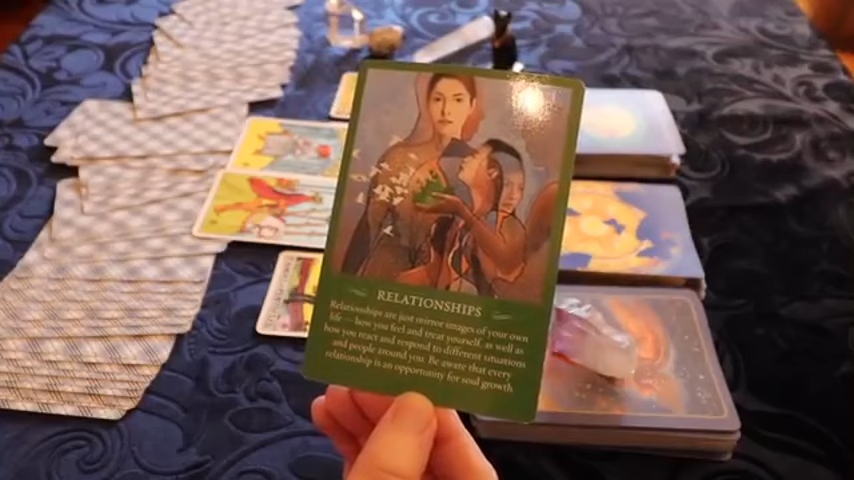 RELATIONSHIPS
Relationships are just mirror images of your own
life — how you feel and treat yourself, as well as
how you react and respond to different situations
and people around you. Be aware that every
relationship is an opportunity for soul growth